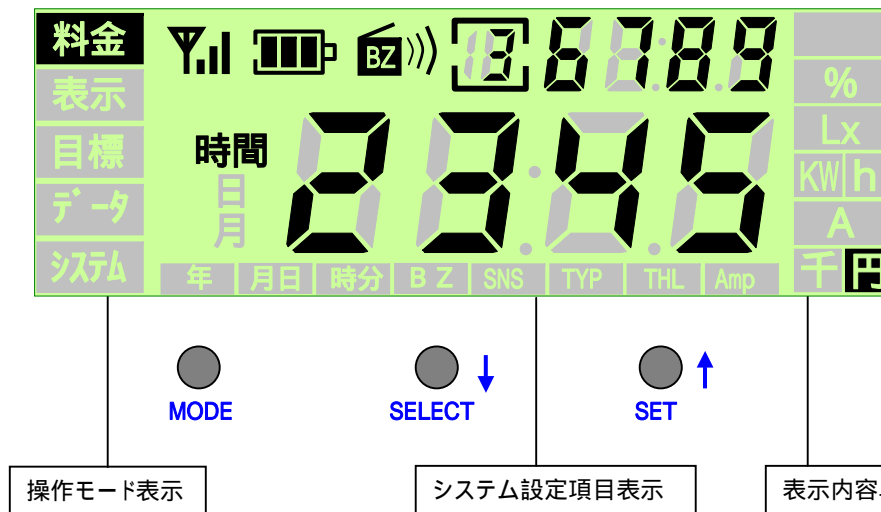 料金
BZ
3 6789
表示
%
目標
時間
2345
Lx
データ
日
KW h
月
A
システム
年 月日 時分 BZ SNS TYP THL Amp
千 円
MODE
SELECT ↓
SET ↑
操作モード表示
システム設定項目表示
表示内容